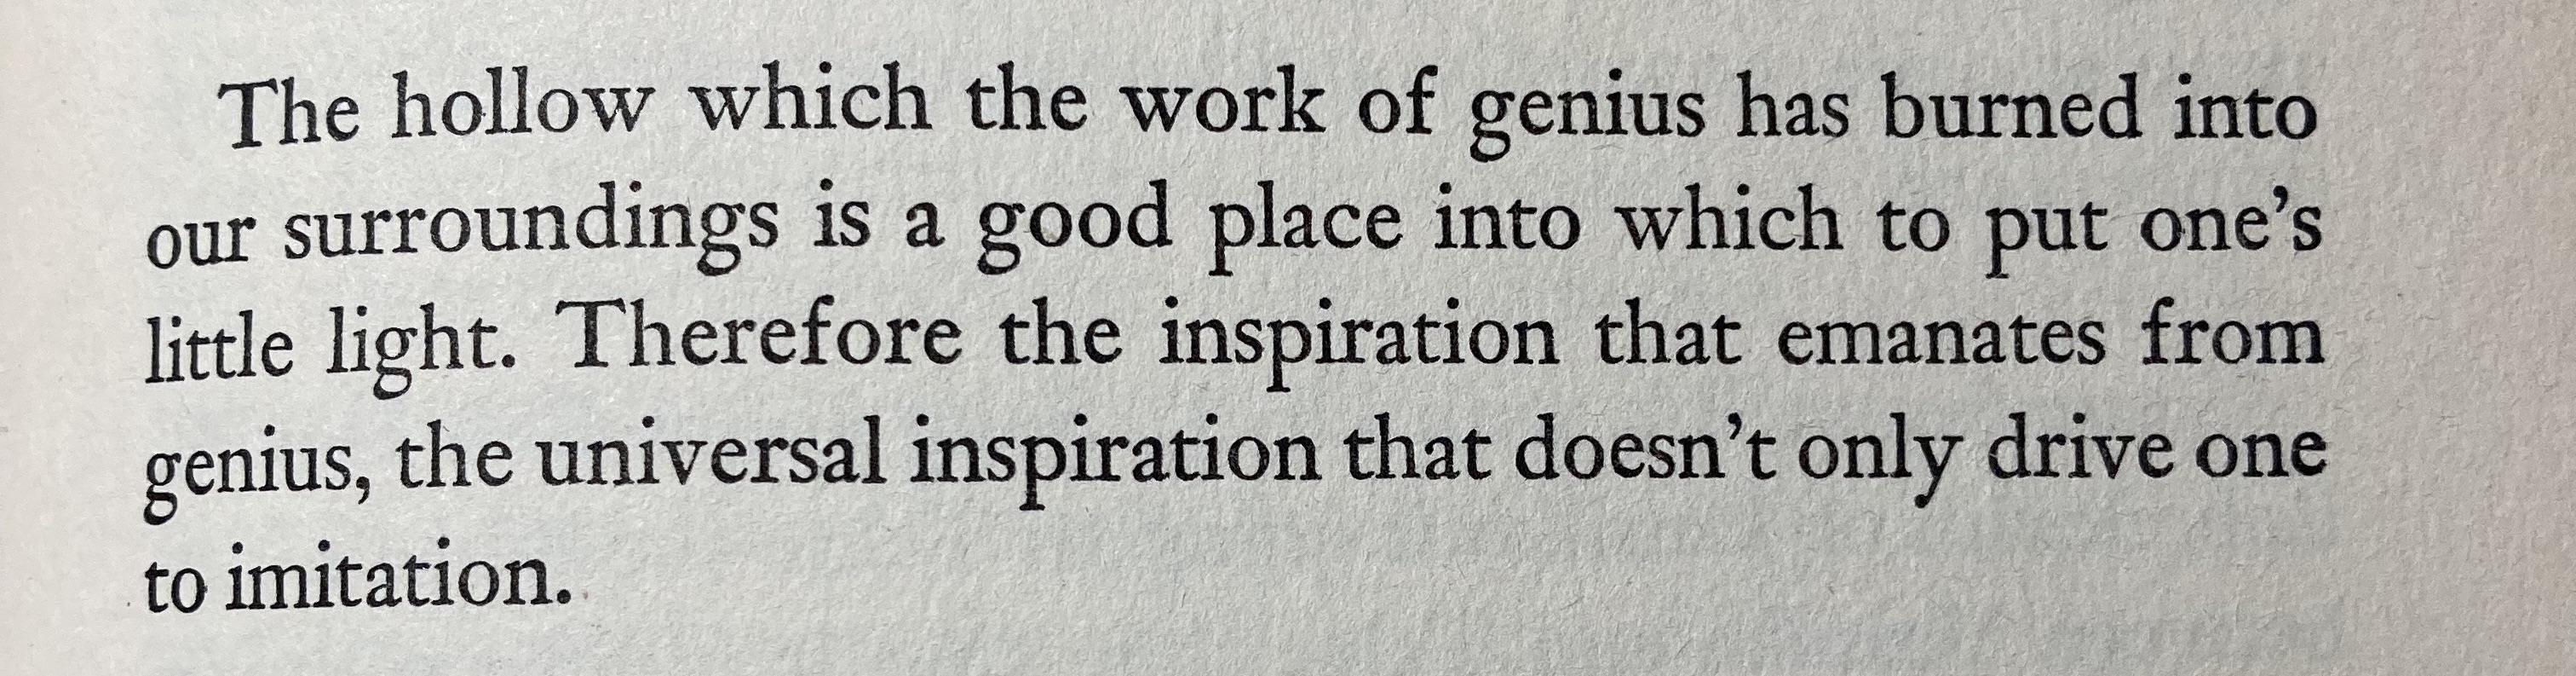 The hollow which the work of genius has burned into
our surroundings is a good place into which to put one’s
little light. Therefore the inspiration that emanates from
genius, the universal inspiration that doesn’t only drive one
to imitation.